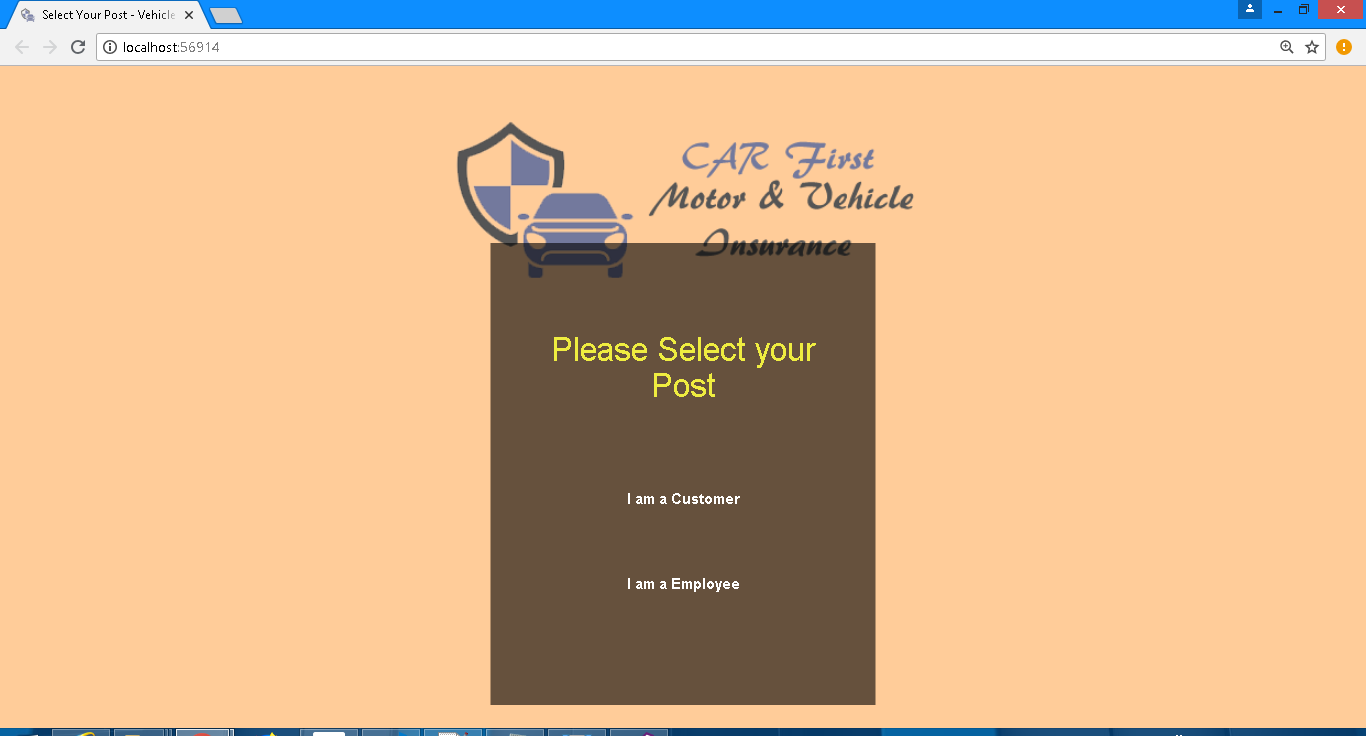 Select Your Post - Vehicle
localhost:56914
CAR First
Motor & Vehicle
Insurance
Please Select your
Post
I am a Customer
I am a Employee